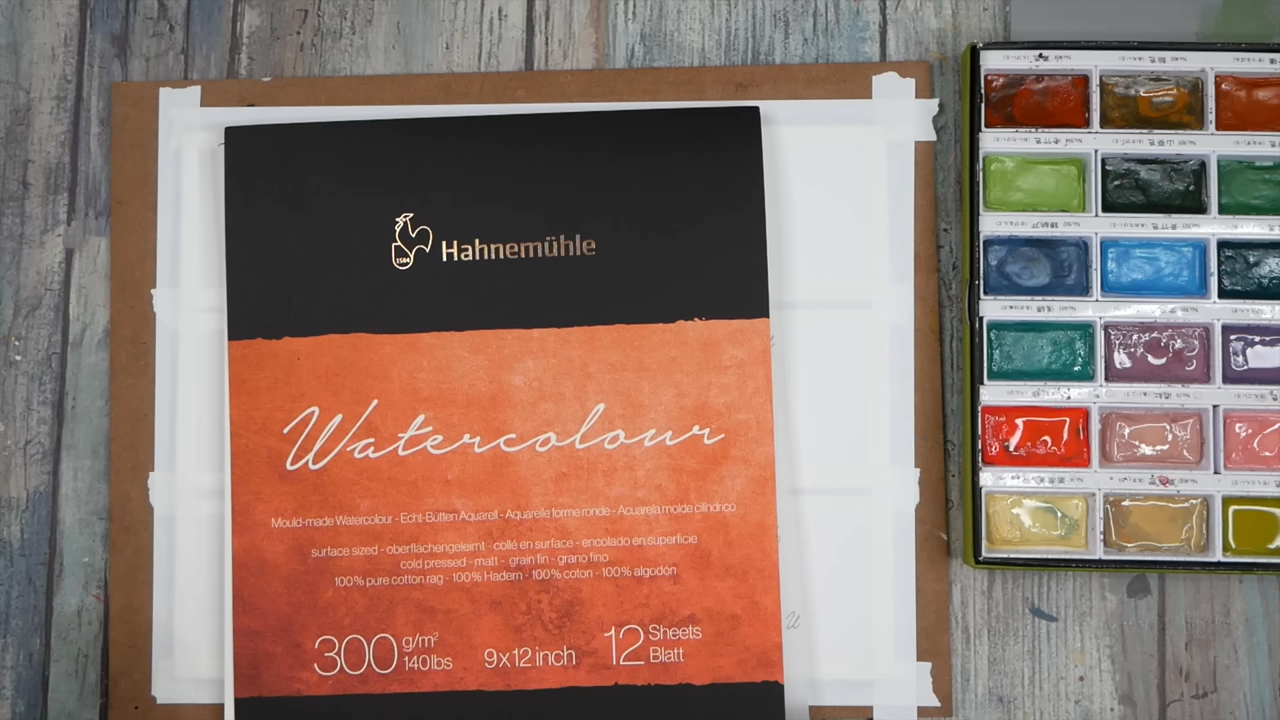 1584
Hahnemühle
Watercolour
Mould-made Watercolour - Echt-Bütten Aquarell - Aquarelle forme ronde - Acuarela molde cilíndrico
surface sized - oberflächengeleimt - collé en surface - encolado en superficie
cold pressed - matt - grain fin - grano fino
100% pure cotton rag - 100% Hadern - 100% coton - 100% algodón
300 g/m²
140lbs
9x12 inch
12 Sheets
Blatt